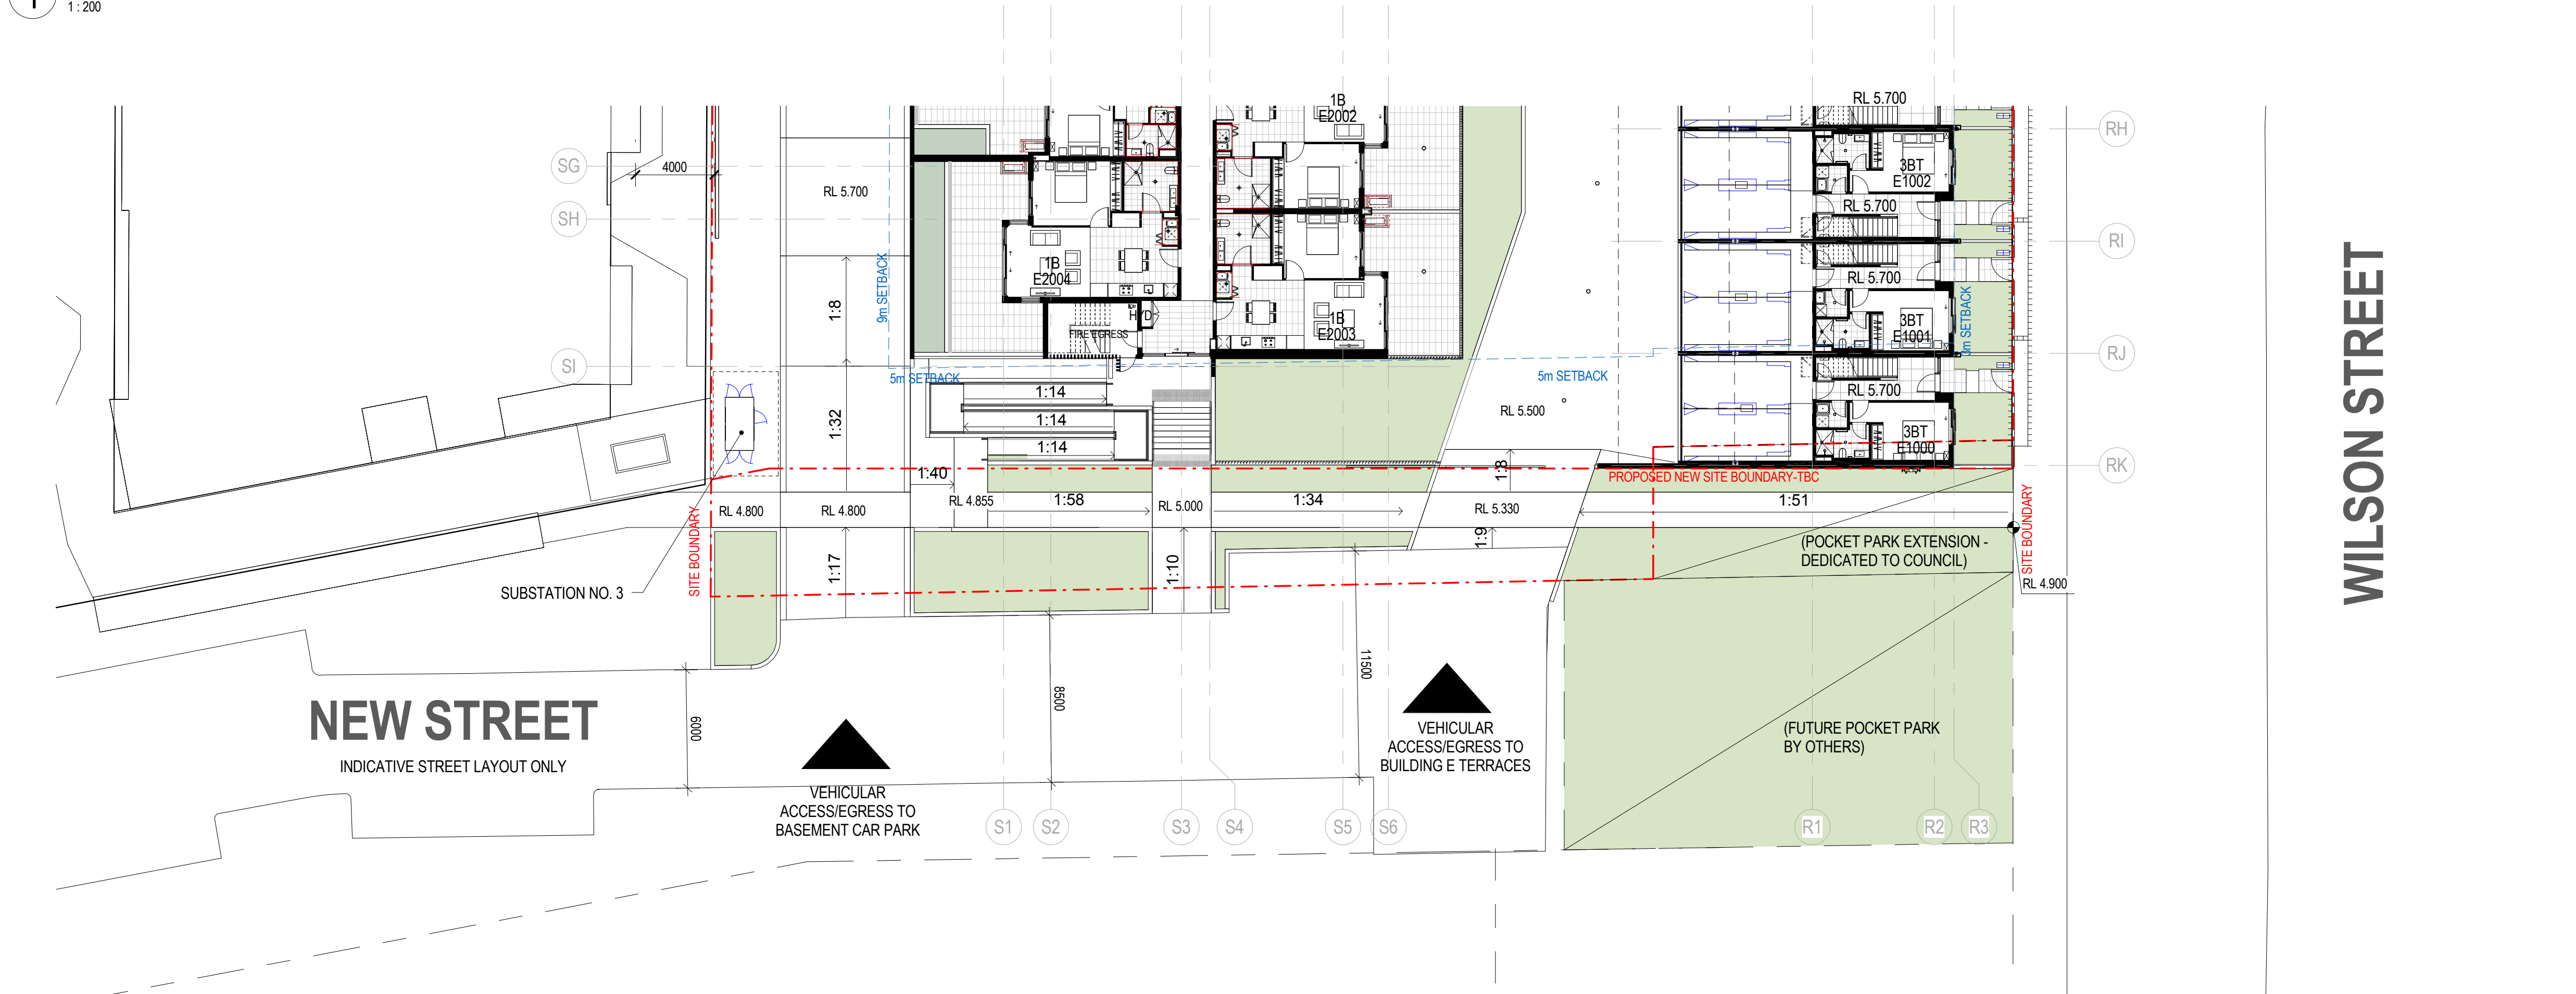 1 : 200
1B
E2002
RL 5.700
RH
SG
4000
3BT
E1002
RL 5.700
SH
RL 5.700
RI
9m SETBACK
1B
E2004
RL 5.700
1:8
HYD
FIRE EGRESS
1B
E2003
3BT
E1001
3m SETBACK
RJ
SI
5m SETBACK
5m SETBACK
1:14
RL 5.700
1:14
RL 5.500
1:32
1:14
3BT
E1000
RK
1:40
1:8
PROPOSED NEW SITE BOUNDARY-TBC
RL 4.855
1:58
RL 5.000
1:34
RL 5.330
1:51
RL 4.800
RL 4.800
SITE BOUNDARY
SITE BOUNDARY
1:9
(POCKET PARK EXTENSION -
DEDICATED TO COUNCIL)
1:17
1:10
RL 4.900
SUBSTATION NO. 3
WILSON STREET
11500
8500
6000
NEW STREET
INDICATIVE STREET LAYOUT ONLY
VEHICULAR
ACCESS/EGRESS TO
BUILDING E TERRACES
(FUTURE POCKET PARK
BY OTHERS)
VEHICULAR
ACCESS/EGRESS TO
BASEMENT CAR PARK
S1
S2
S3
S4
S5
S6
R1
R2
R3